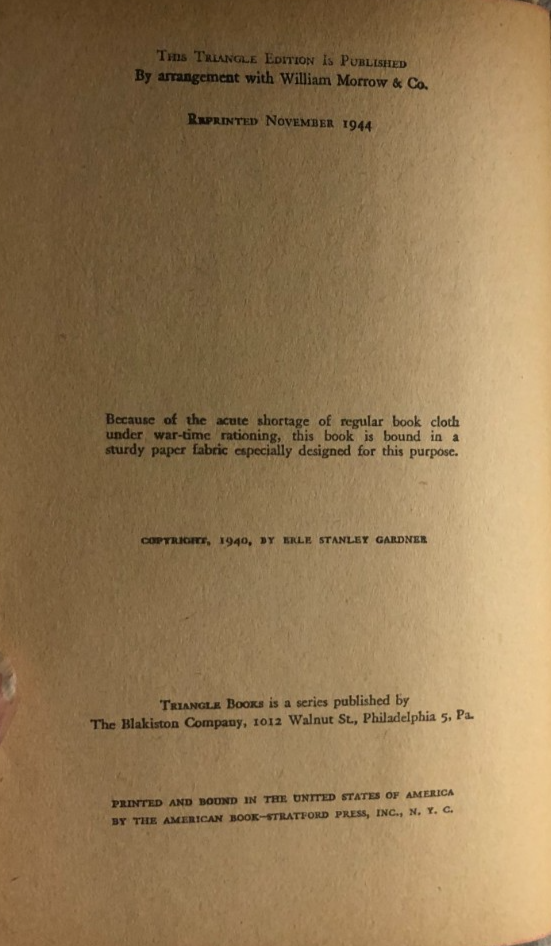 This Triangle Edition Is Published
By arrangement with William Morrow & Co.
Reprinted November 1944
Because of the acute shortage of regular book cloth
under war-time rationing, this book is bound in a
sturdy paper fabric especially designed for this purpose.
COPYRIGHT, 1940, BY ERLE STANLEY GARDNER
Triangle Books is a series published by
The Blakiston Company, 1012 Walnut St., Philadelphia 5, Pa.
PRINTED AND BOUND IN THE UNITED STATES OF AMERICA
BY THE AMERICAN BOOK–STRATFORD PRESS, INC., N. Y. C.